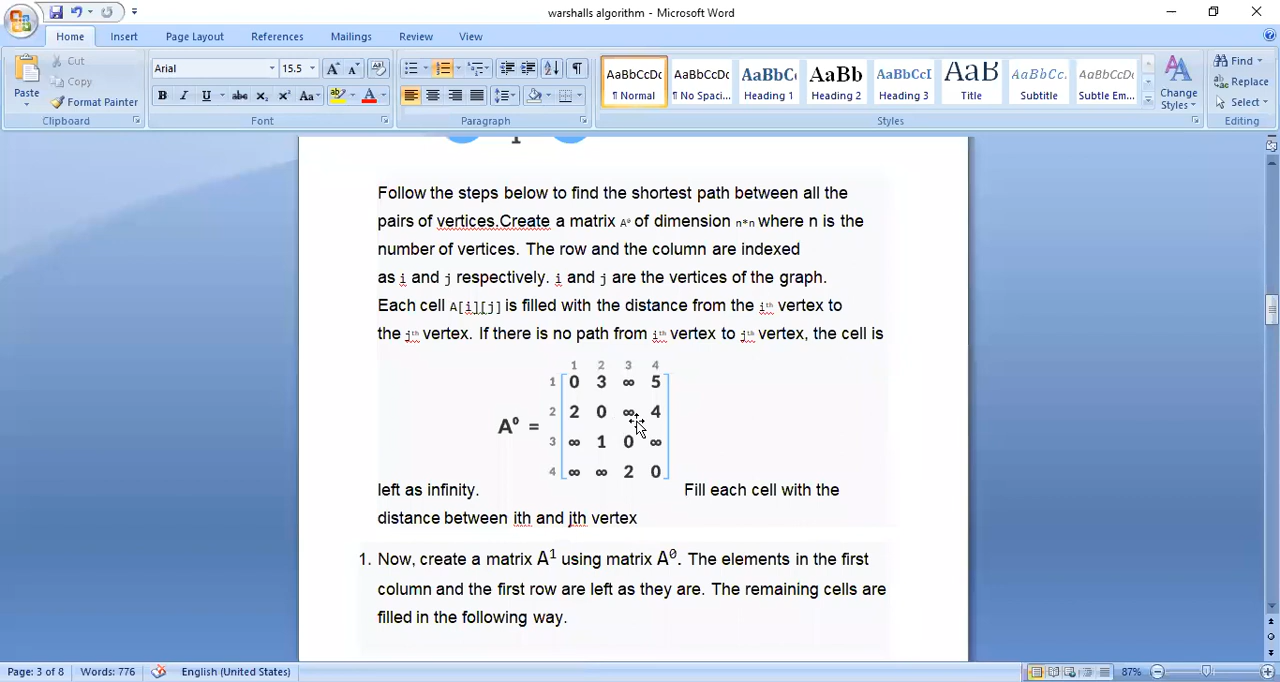 warshalls algorithm - Microsoft Word
Home Insert Page Layout References Mailings Review View
Paste
Cut
Copy
Format Painter
Clipboard
Arial 15.5
Font
Paragraph
AaBbCcDc AaBbCcDc AaBbC AaBb AaBbCcI AaB AaBbCc. AaBbCcDc
¶ Normal ¶ No Spaci... Heading 1 Heading 2 Heading 3 Title Subtitle Subtle Em...
Styles
Change Styles
Find
Replace
Select
Editing
Follow the steps below to find the shortest path between all the
pairs of vertices.Create a matrix A⁰ of dimension n*n where n is the
number of vertices. The row and the column are indexed
as i and j respectively. i and j are the vertices of the graph.
Each cell A[i][j] is filled with the distance from the iᵗʰ vertex to
the jᵗʰ vertex. If there is no path from iᵗʰ vertex to jᵗʰ vertex, the cell is
1 2 3 4
1 0 3 ∞ 5
2 2 0 ∞ 4
A⁰ =
3 ∞ 1 0 ∞
4 ∞ ∞ 2 0
left as infinity. Fill each cell with the
distance between ith and jth vertex
1. Now, create a matrix A¹ using matrix A⁰. The elements in the first
column and the first row are left as they are. The remaining cells are
filled in the following way.
Page: 3 of 8 Words: 776 English (United States) 87%